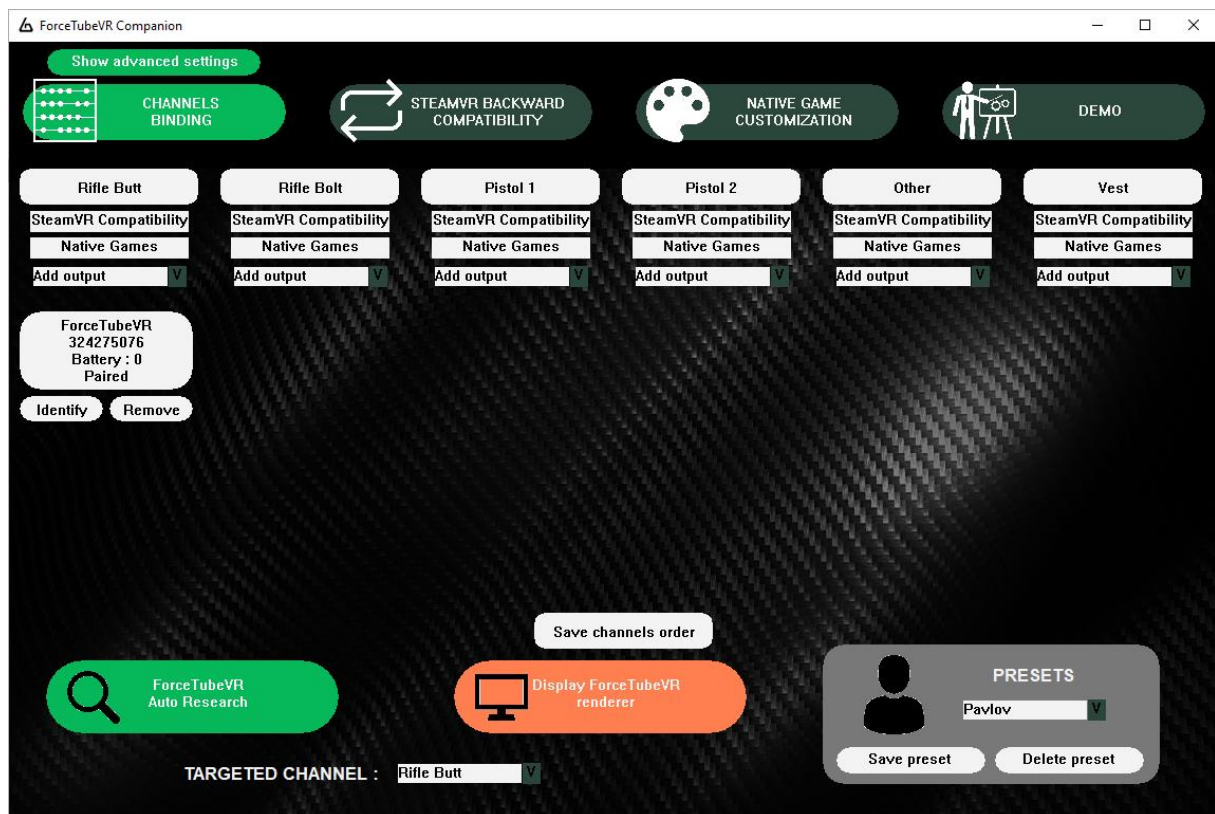 ForceTubeVR Companion
Show advanced settings
CHANNELS
BINDING
STEAMVR BACKWARD
COMPATIBILITY
NATIVE GAME
CUSTOMIZATION
DEMO
Rifle Butt
Rifle Bolt
Pistol 1
Pistol 2
Other
Vest
SteamVR Compatibility
SteamVR Compatibility
SteamVR Compatibility
SteamVR Compatibility
SteamVR Compatibility
SteamVR Compatibility
Native Games
Native Games
Native Games
Native Games
Native Games
Native Games
Add output V
Add output V
Add output V
Add output V
Add output V
Add output V
ForceTubeVR
324275076
Battery : 0
Paired
Identify
Remove
Save channels order
ForceTubeVR
Auto Research
Display ForceTubeVR
renderer
PRESETS
Pavlov V
Save preset
Delete preset
TARGETED CHANNEL : Rifle Butt V